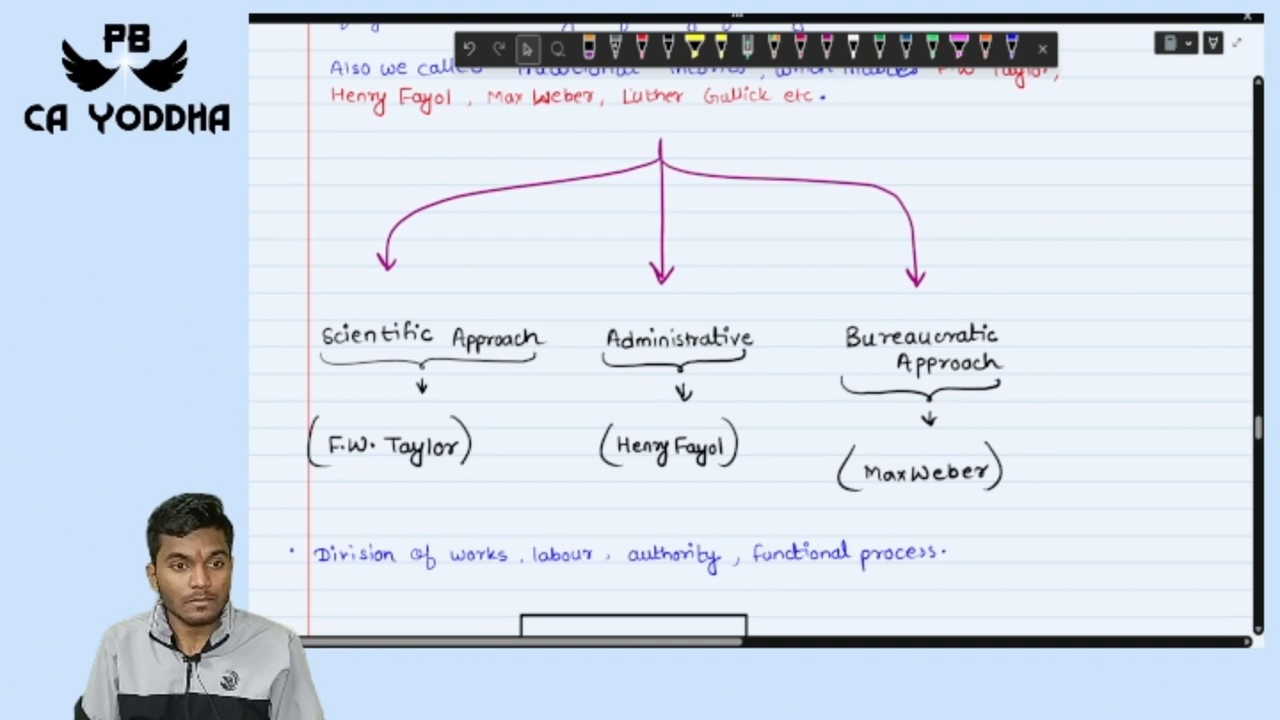 PB
CA YODDHA
Also we called
Henry Fayol, Max Weber, Luther Gullick etc.
Scientific Approach
Administrative
Bureaucratic
Approach
(F.W. Taylor)
(Henry Fayol)
(Max Weber)
• Division of works, labour, authority, functional process.